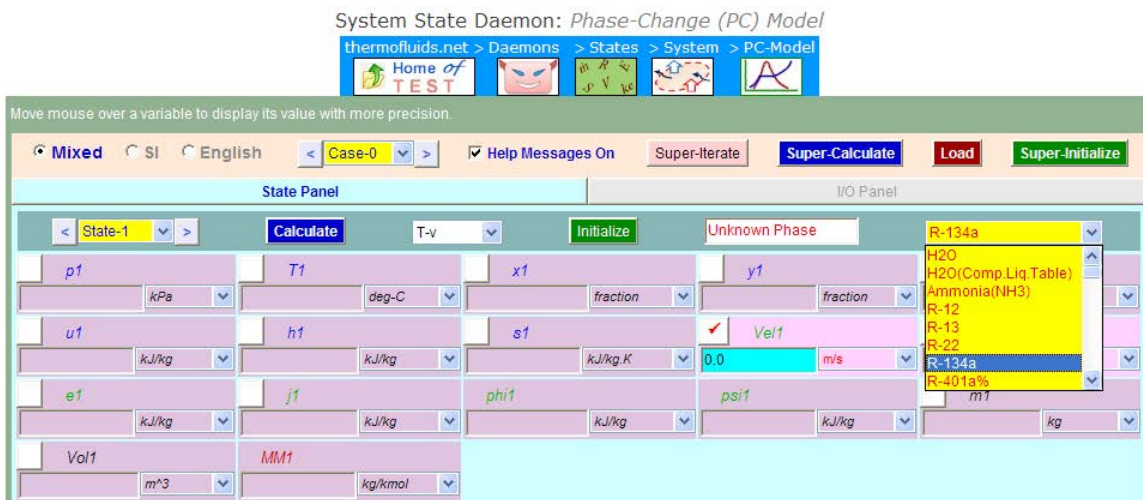 System State Daemon: Phase-Change (PC) Model
thermofluids.net > Daemons > States > System > PC-Model
Home of
TEST
m R
s V ke
Move mouse over a variable to display its value with more precision.
Mixed SI English < Case-0 > Help Messages On Super-Iterate Super-Calculate Load Super-Initialize
State Panel I/O Panel
< State-1 > Calculate T-v Initialize Unknown Phase R-134a
H2O
H2O(Comp.Liq.Table)
Ammonia(NH3)
R-12
R-13
R-22
R-134a
R-401a%
p1 T1 x1 y1
kPa deg-C fraction fraction
u1 h1 s1 Vel1
kJ/kg kJ/kg kJ/kg.K 0.0 m/s
e1 j1 phi1 psi1 m1
kJ/kg kJ/kg kJ/kg kJ/kg kg
Vol1 MM1
m^3 kg/kmol